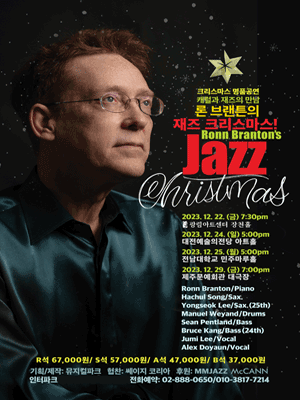 크리스마스 명품공연
캐럴과 재즈의 만남
론 브랜튼의
재즈 크리스마스!
Ronn Branton's
Jazz
Christmas
2023. 12. 22. (금) 7:30pm
광림아트센터 장천홀
2023. 12. 24. (일) 5:00pm
대전예술의전당 아트홀
2023. 12. 25. (월) 5:00pm
전남대학교 민주마루홀
2023. 12. 29. (금) 7:00pm
제주문예회관 대극장
Ronn Branton/Piano
Hachul Song/Sax.
Yongseok Lee/Sax.(25th)
Manuel Weyand/Drums
Sean Pentland/Bass
Bruce Kang/Bass(24th)
Jumi Lee/Vocal
Alex Doyaun/Vocal
R석 67,000원/ S석 57,000원/ A석 47,000원/ B석 37,000원
기획/제작: 뮤지컬파크 협찬: 쎄이지 코리아 후원: MMJAZZ McCANN
인터파크 전화예약: 02-888-0650/010-3817-7214